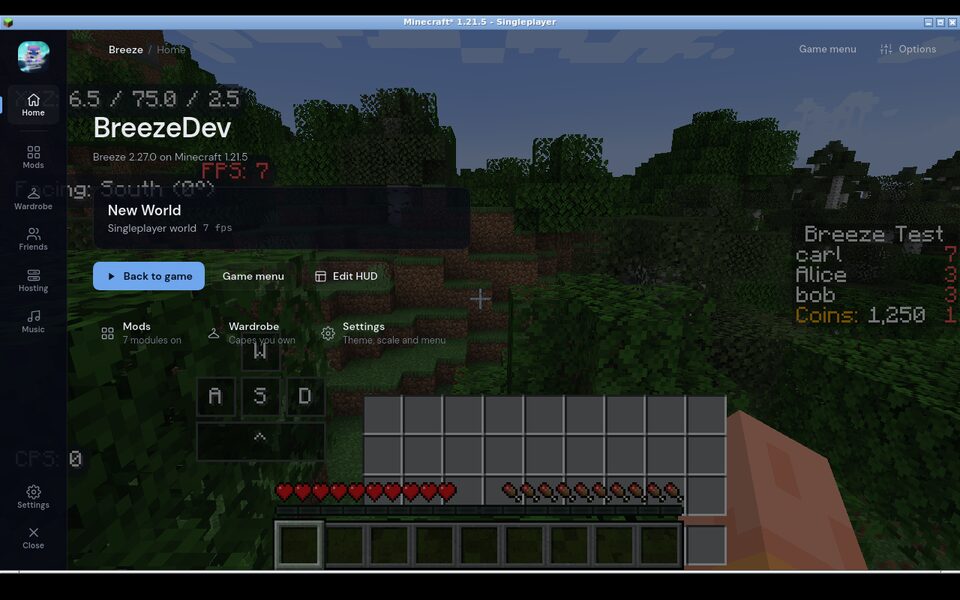 Minecraft* 1.21.5 - Singleplayer
Breeze / Home
Game menu
Options
6.5 / 75.0 / 2.5
Home
BreezeDev
Breeze 2.27.0 on Minecraft 1.21.5
FPS: 7
Mods
Facing: South (0°)
Wardrobe
New World
Singleplayer world 7 fps
Friends
Breeze Test
carl 7
Alice 3
bob 3
Coins: 1,250 1
Hosting
Back to game
Game menu
Edit HUD
Music
Mods
7 modules on
Wardrobe
Capes you own
Settings
Theme, scale and menu
W
A S D
^
CPS: 0
Settings
Close